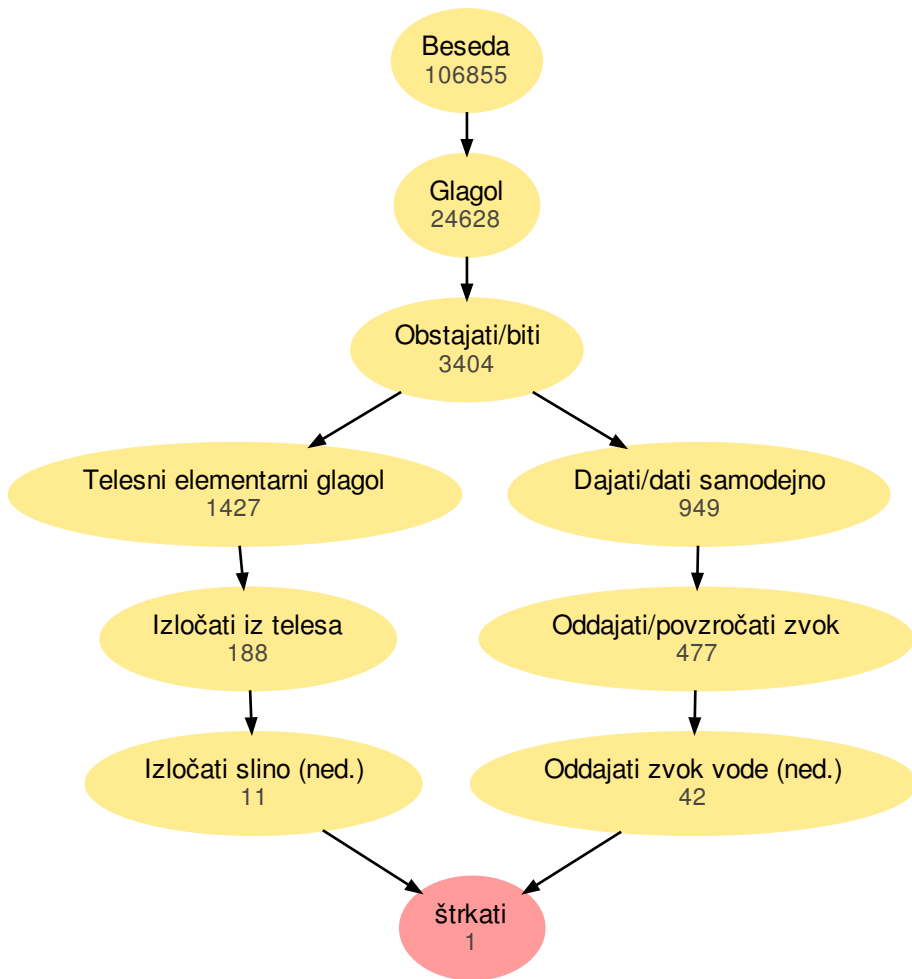 Beseda
106855
Glagol
24628
Obstajati/biti
3404
Telesni elementarni glagol
1427
Dajati/dati samodejno
949
Izločati iz telesa
188
Oddajati/povzročati zvok
477
Izločati slino (ned.)
11
Oddajati zvok vode (ned.)
42
štrkati
1